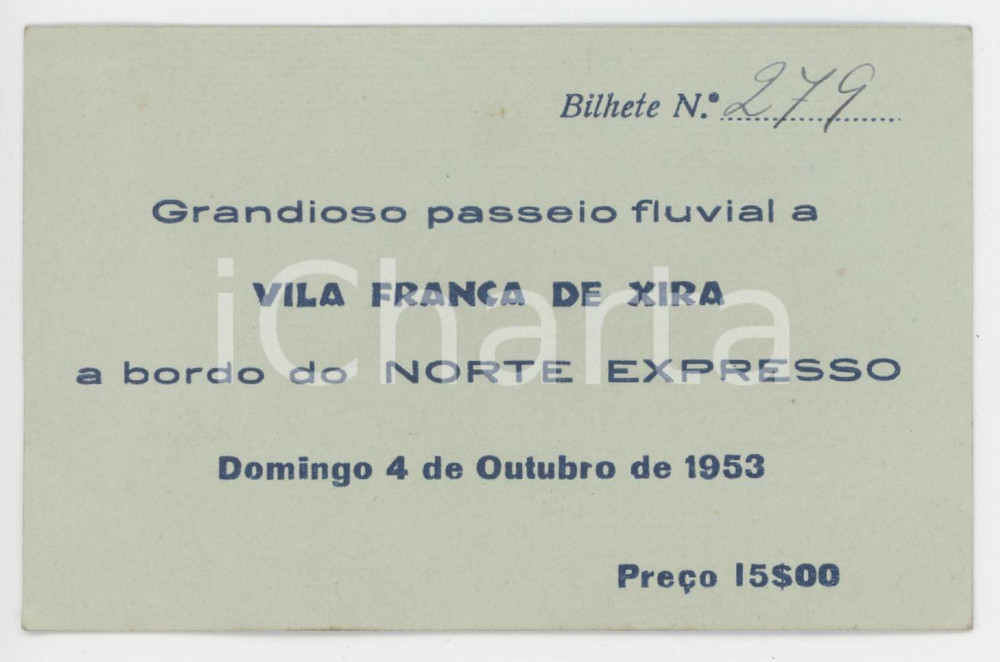 Bilhete N.º 279
Grandioso passeio fluvial a
VILA FRANCA DE XIRA
iCharta
a bordo do NORTE EXPRESSO
Domingo 4 de Outubro de 1953
Preço 15$00